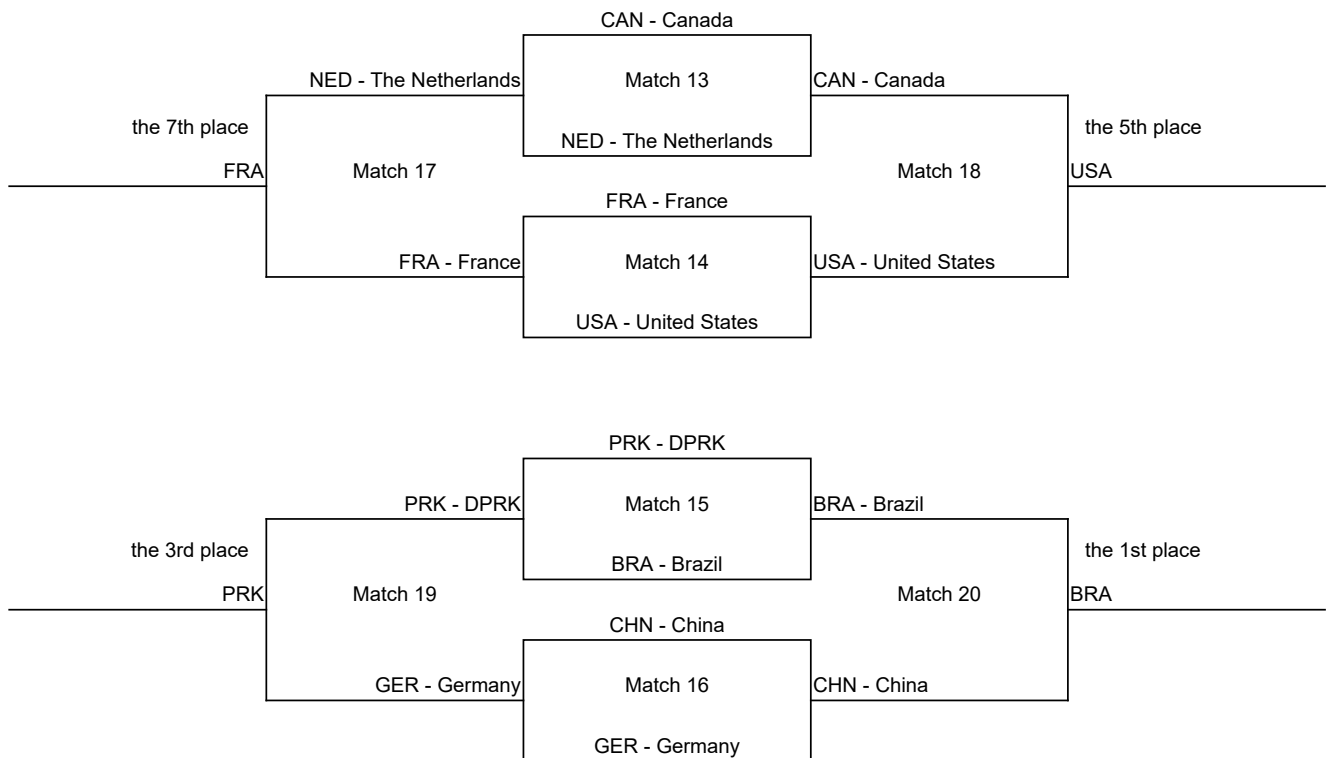 CAN - Canada
NED - The Netherlands
Match 13
CAN - Canada
the 7th place
NED - The Netherlands
the 5th place
FRA
Match 17
Match 18
USA
FRA - France
FRA - France
Match 14
USA - United States
USA - United States
PRK - DPRK
PRK - DPRK
Match 15
BRA - Brazil
the 3rd place
BRA - Brazil
the 1st place
PRK
Match 19
Match 20
BRA
CHN - China
GER - Germany
Match 16
CHN - China
GER - Germany